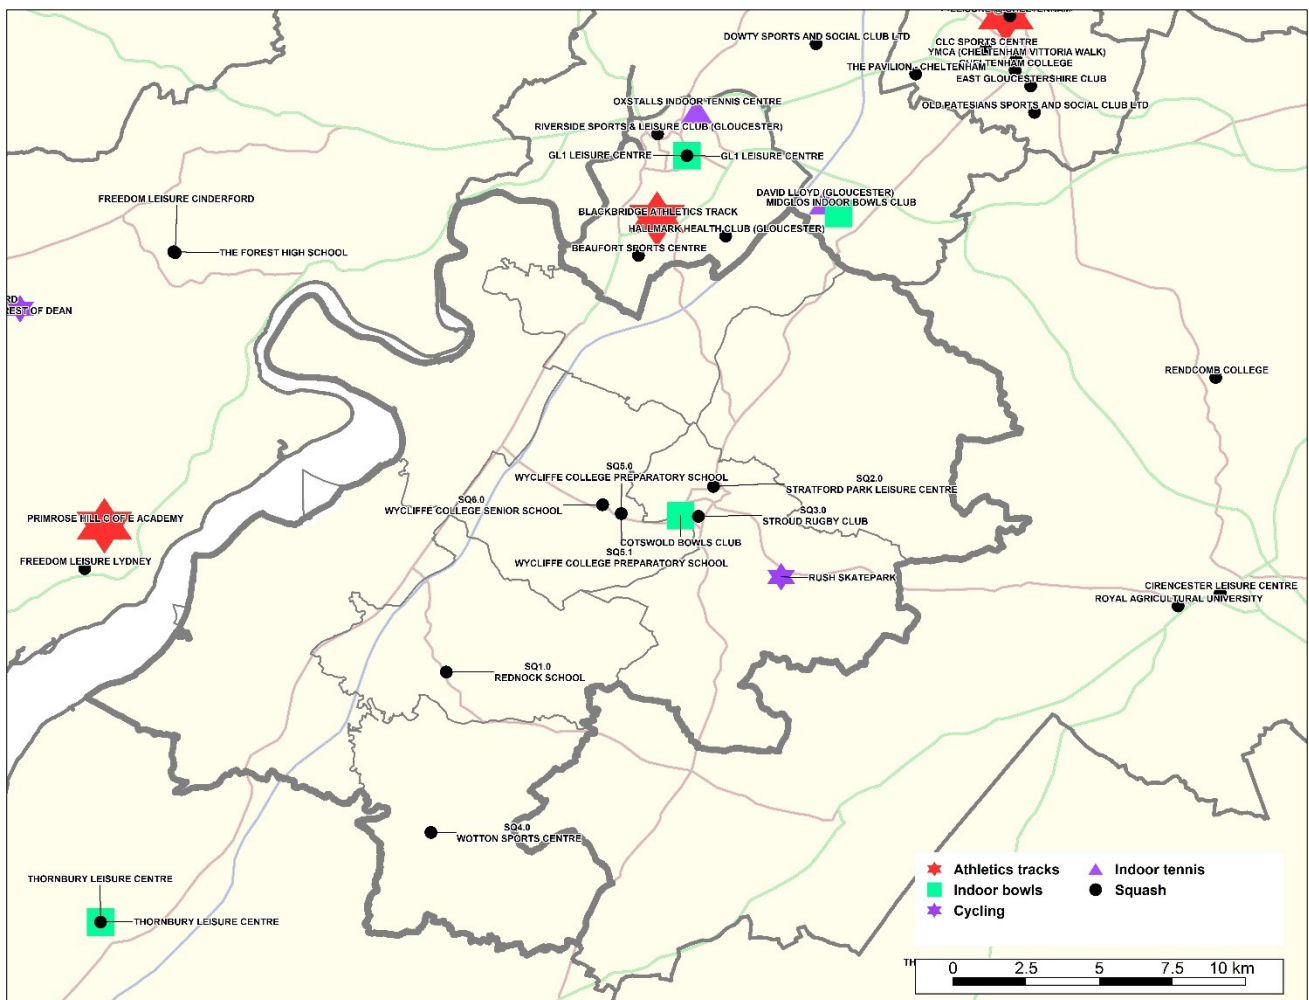 LEISURE @ CHELTENHAM
DOWTY SPORTS AND SOCIAL CLUB LTD
CLC SPORTS CENTRE
YMCA (CHELTENHAM VITTORIA WALK)
CHELTENHAM COLLEGE
THE PAVILION - CHELTENHAM
EAST GLOUCESTERSHIRE CLUB
OLD PATESIANS SPORTS AND SOCIAL CLUB LTD
OXSTALLS INDOOR TENNIS CENTRE
RIVERSIDE SPORTS & LEISURE CLUB (GLOUCESTER)
GL1 LEISURE CENTRE
GL1 LEISURE CENTRE
DAVID LLOYD (GLOUCESTER)
MIDGLOS INDOOR BOWLS CLUB
FREEDOM LEISURE CINDERFORD
BLACKBRIDGE ATHLETICS TRACK
HALLMARK HEALTH CLUB (GLOUCESTER)
BEAUFORT SPORTS CENTRE
THE FOREST HIGH SCHOOL
RD
REST OF DEAN
RENDCOMB COLLEGE
SQ5.0
WYCLIFFE COLLEGE PREPARATORY SCHOOL
SQ2.0
STRATFORD PARK LEISURE CENTRE
SQ6.0
WYCLIFFE COLLEGE SENIOR SCHOOL
SQ3.0
STROUD RUGBY CLUB
PRIMROSE HILL C OF E ACADEMY
COTSWOLD BOWLS CLUB
SQ5.1
WYCLIFFE COLLEGE PREPARATORY SCHOOL
FREEDOM LEISURE LYDNEY
RUSH SKATEPARK
CIRENCESTER LEISURE CENTRE
ROYAL AGRICULTURAL UNIVERSITY
SQ1.0
REDNOCK SCHOOL
SQ4.0
WOTTON SPORTS CENTRE
THORNBURY LEISURE CENTRE
THORNBURY LEISURE CENTRE
Athletics tracks
Indoor tennis
Indoor bowls
Squash
Cycling
TH
0 2.5 5 7.5 10 km